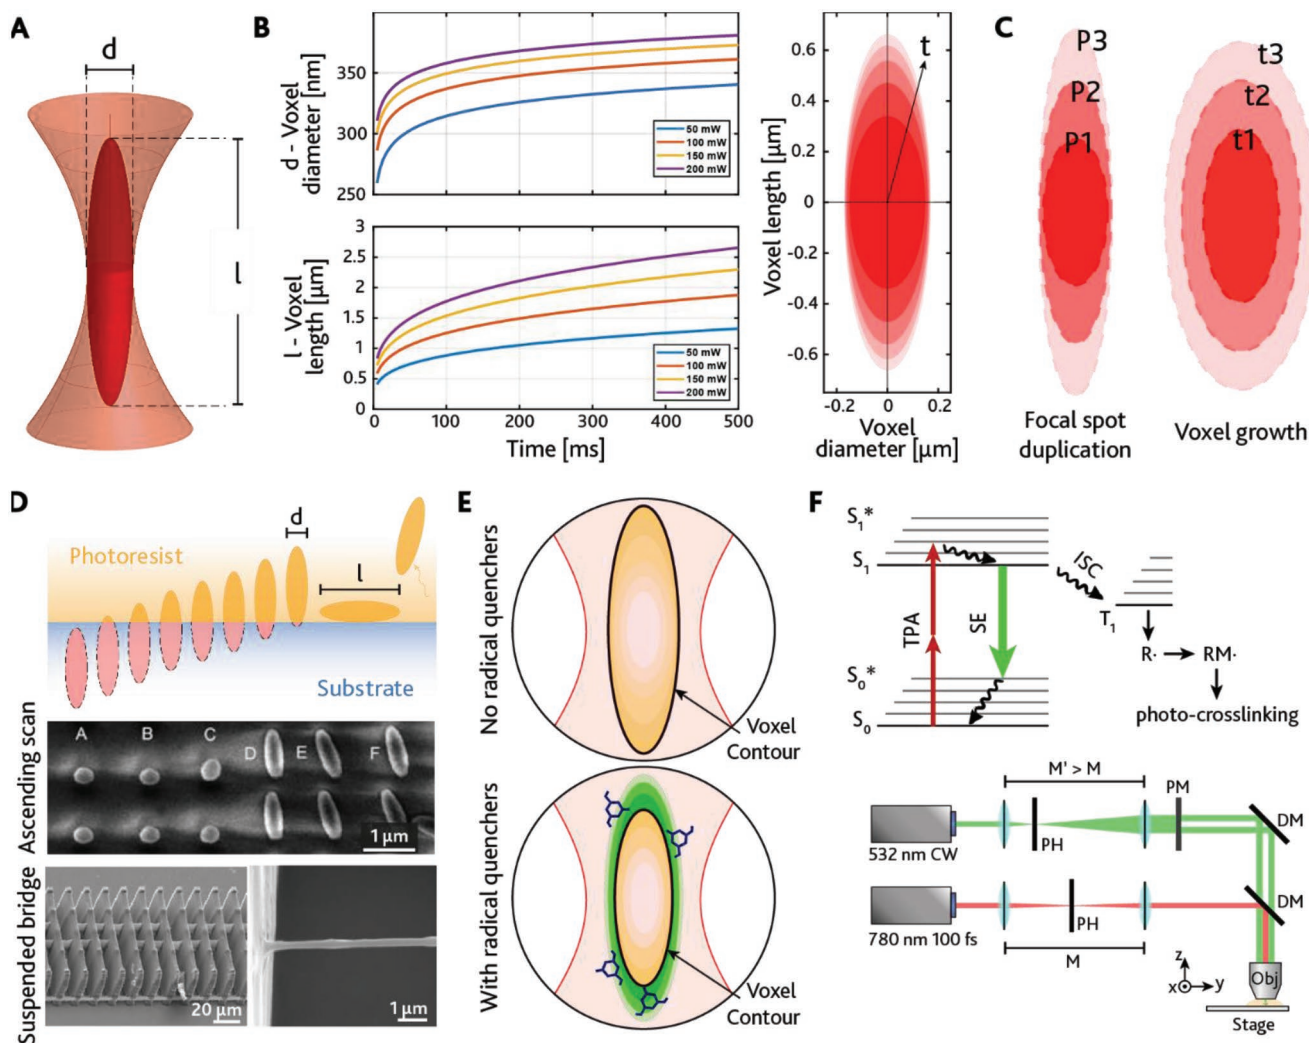 A
d
l
B
d - Voxel
diameter [nm]
350
300
250
50 mW
100 mW
150 mW
200 mW
l - Voxel
length [µm]
3
2.5
2
1.5
1
0.5
0
50 mW
100 mW
150 mW
200 mW
0
100
200
300
400
500
Time [ms]
Voxel length [µm]
0.6
0.4
0.2
0
-0.2
-0.4
-0.6
t
-0.2
0
0.2
Voxel
diameter [µm]
C
P3
P2
P1
Focal spot
duplication
t3
t2
t1
Voxel growth
D
d
Photoresist
l
Substrate
Ascending scan
A
B
C
D
E
F
1 µm
Suspended bridge
20 µm
1 µm
E
No radical quenchers
Voxel
Contour
With radical quenchers
Voxel
Contour
F
S1*
S1
ISC
T1
TPA
SE
R·
RM·
S0*
S0
photo-crosslinking
M' > M
PM
DM
532 nm CW
PH
DM
780 nm 100 fs
PH
M
z
x
y
Obj
Stage